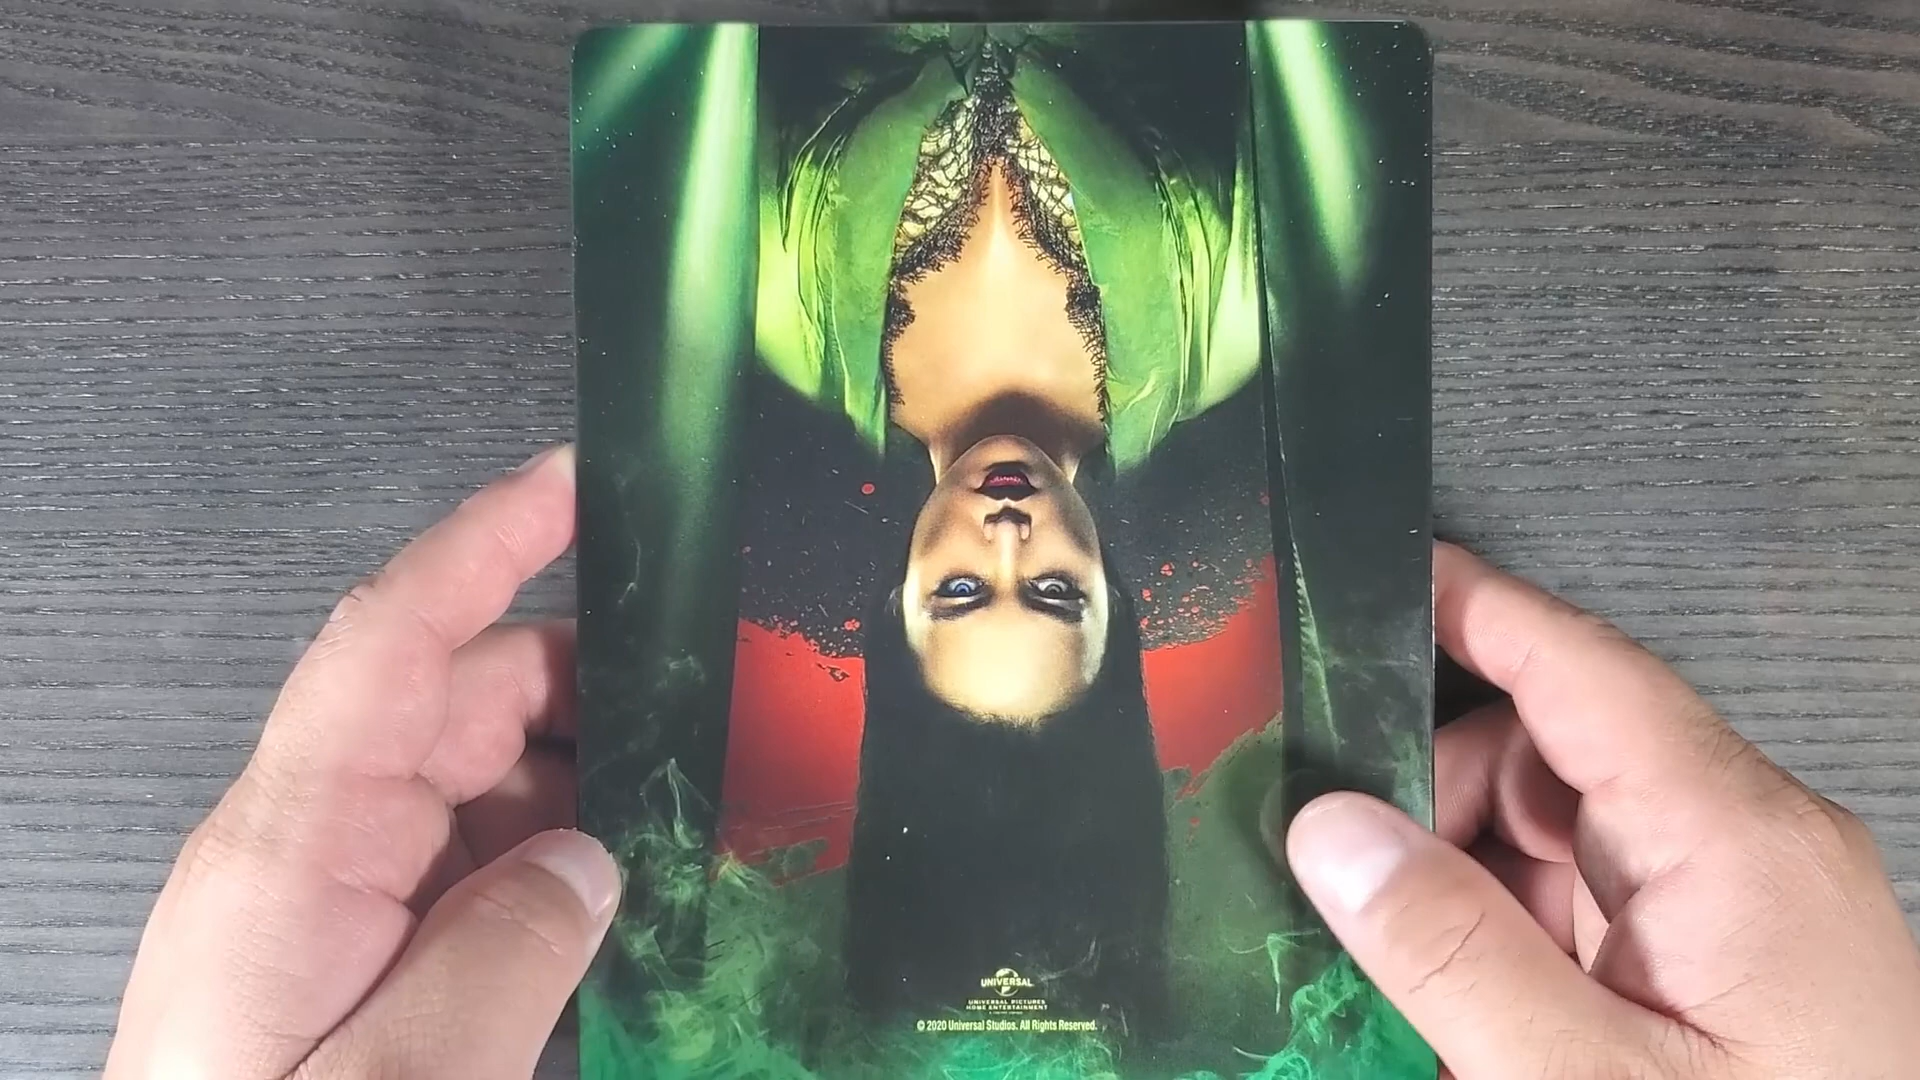 UNIVERSAL
UNIVERSAL PICTURES
HOME ENTERTAINMENT
© 2020 Universal Studios. All Rights Reserved.